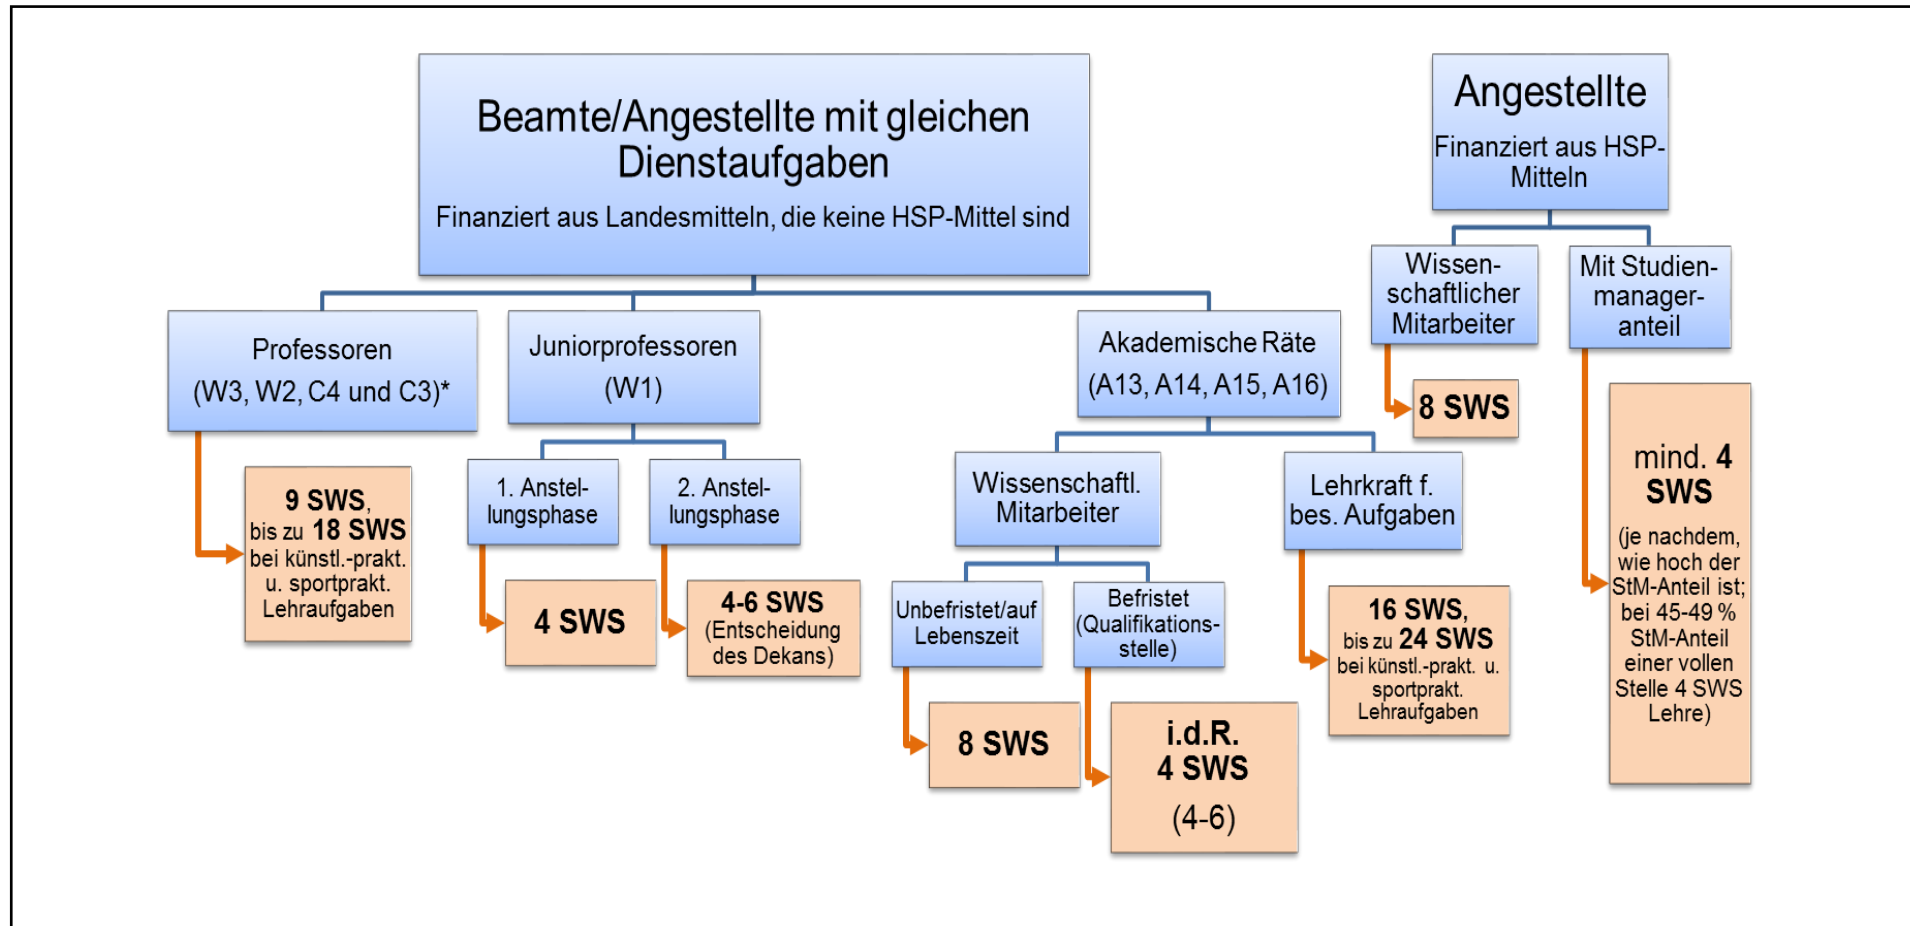 Beamte/Angestellte mit gleichen
Dienstaufgaben
Finanziert aus Landesmitteln, die keine HSP-Mittel sind
Angestellte
Finanziert aus HSP-
Mitteln
Professoren
(W3, W2, C4 und C3)*
Juniorprofessoren
(W1)
Akademische Räte
(A13, A14, A15, A16)
Wissen-
schaftlicher
Mitarbeiter
Mit Studien-
manager-
anteil
9 SWS,
bis zu 18 SWS
bei künstl.-prakt.
u. sportprakt.
Lehraufgaben
1. Anstel-
lungsphase
2. Anstel-
lungsphase
4 SWS
4-6 SWS
(Entscheidung
des Dekans)
Wissenschaftl.
Mitarbeiter
Lehrkraft f.
bes. Aufgaben
Unbefristet/auf
Lebenszeit
Befristet
(Qualifikations-
stelle)
8 SWS
i.d.R.
4 SWS
(4-6)
16 SWS,
bis zu 24 SWS
bei künstl.-prakt. u.
sportprakt.
Lehraufgaben
8 SWS
mind. 4
SWS
(je nachdem,
wie hoch der
StM-Anteil ist;
bei 45-49 %
StM-Anteil
einer vollen
Stelle 4 SWS
Lehre)